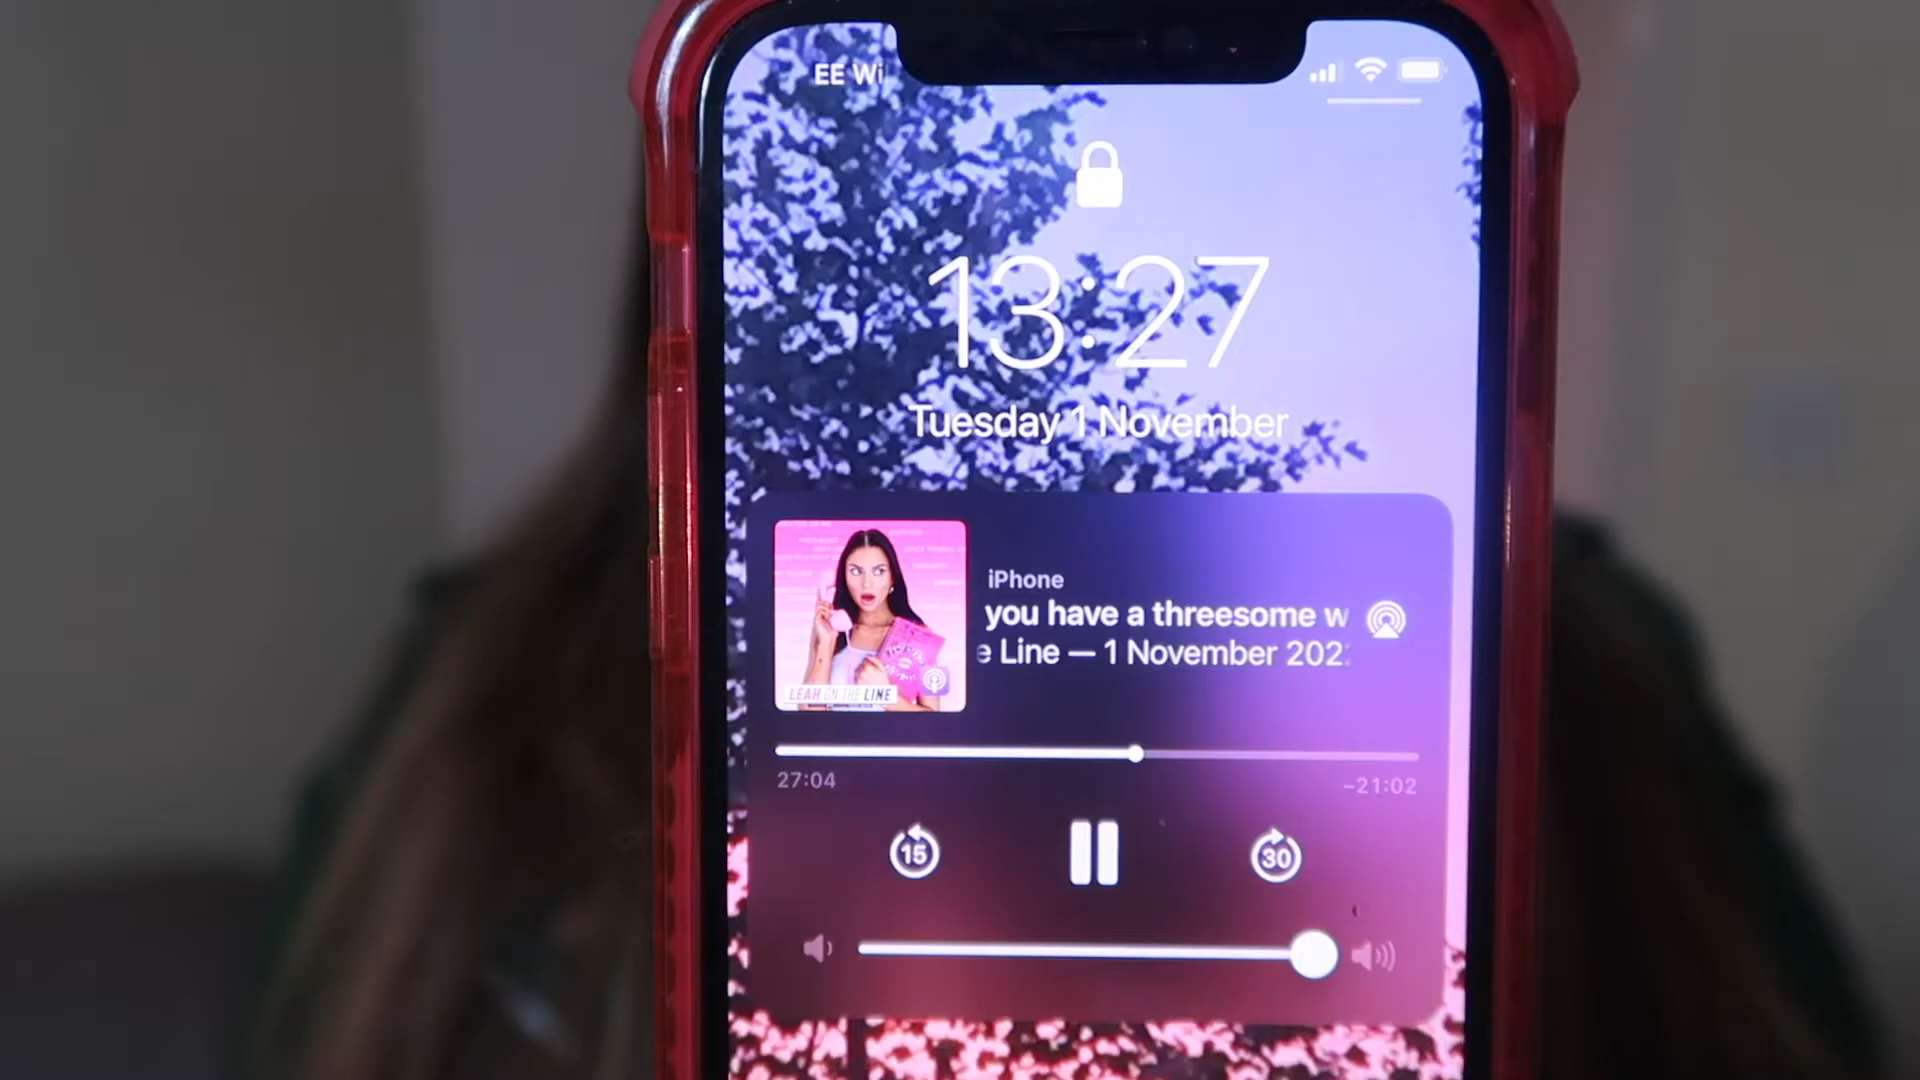 EE Wi
13:27
Tuesday 1 November
iPhone
you have a threesome w
e Line — 1 November 202
LEAH ON THE LINE
27:04
-21:02
15
30